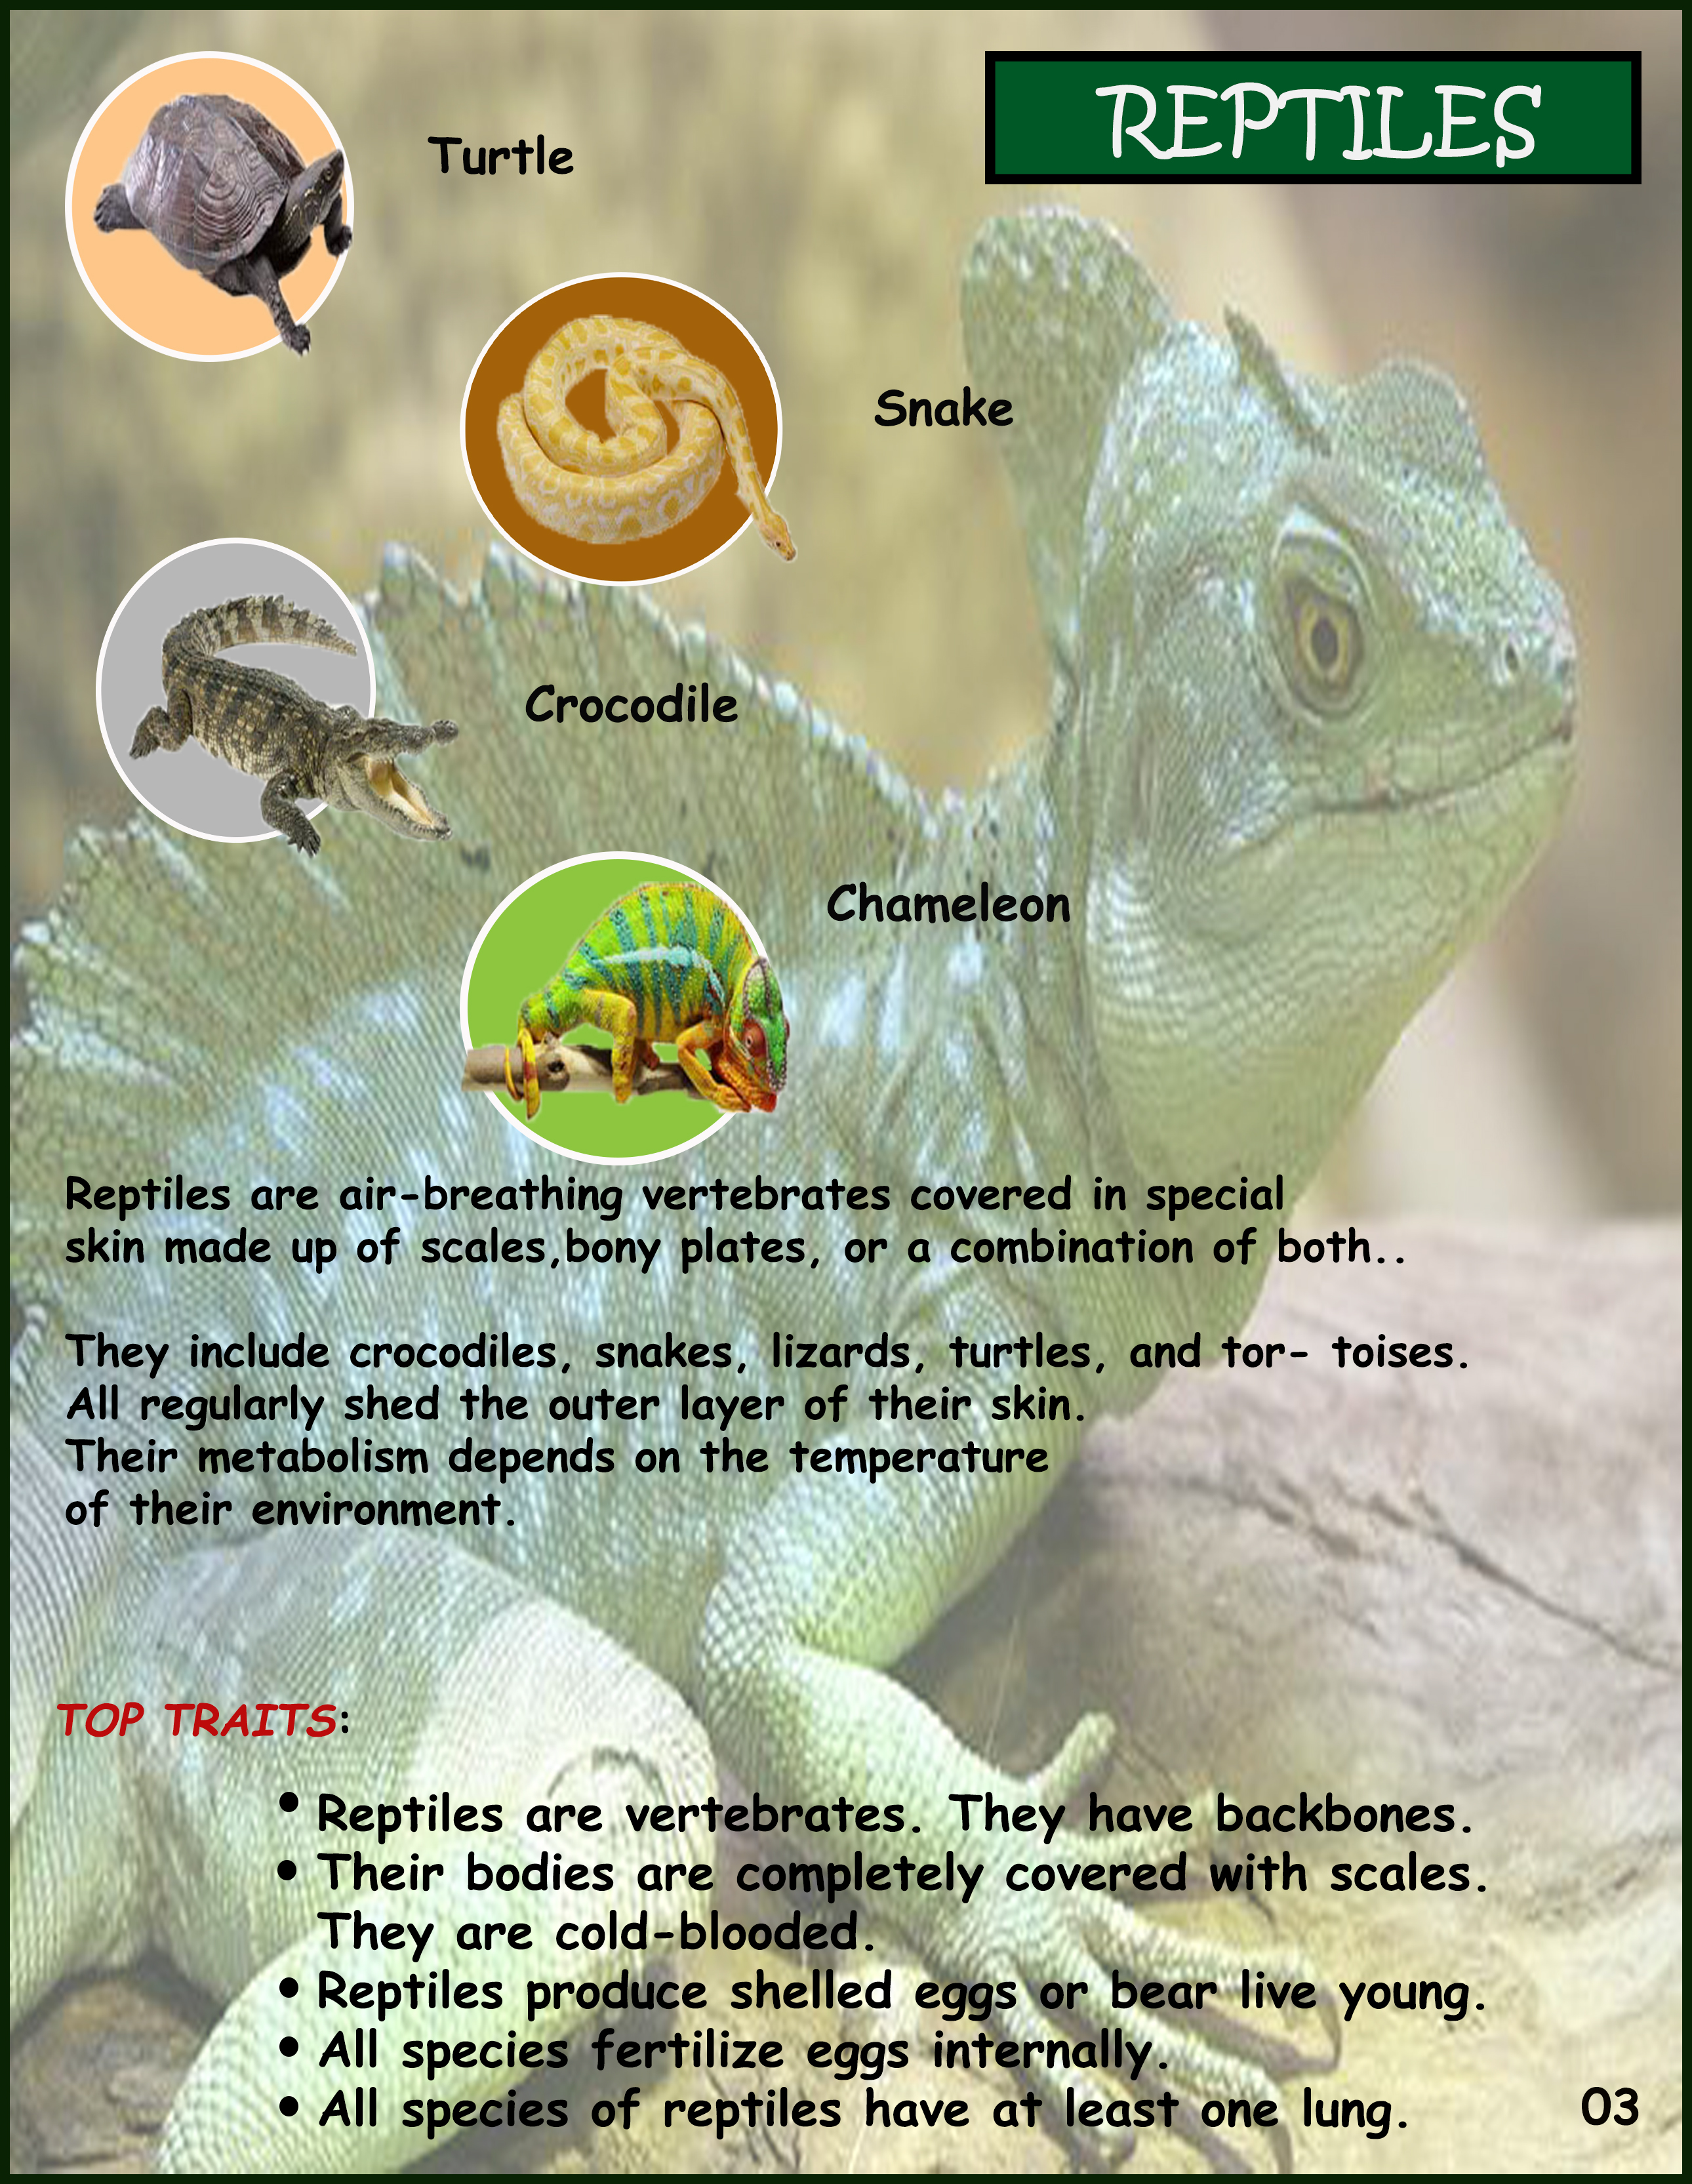 REPTILES
Turtle
Snake
Crocodile
Chameleon
Reptiles are air-breathing vertebrates covered in special
skin made up of scales,bony plates, or a combination of both..
They include crocodiles, snakes, lizards, turtles, and tor- toises.
All regularly shed the outer layer of their skin.
Their metabolism depends on the temperature
of their environment.
TOP TRAITS:
• Reptiles are vertebrates. They have backbones.
• Their bodies are completely covered with scales.
They are cold-blooded.
• Reptiles produce shelled eggs or bear live young.
• All species fertilize eggs internally.
• All species of reptiles have at least one lung.
03